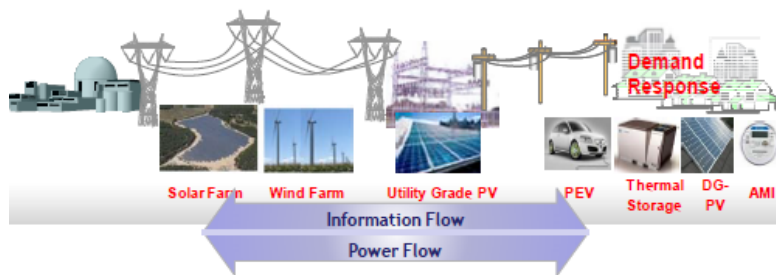 Demand
Response
Solar Farm
Wind Farm
Utility Grade PV
PEV
Thermal
Storage
DG-
PV
AMI
Information Flow
Power Flow